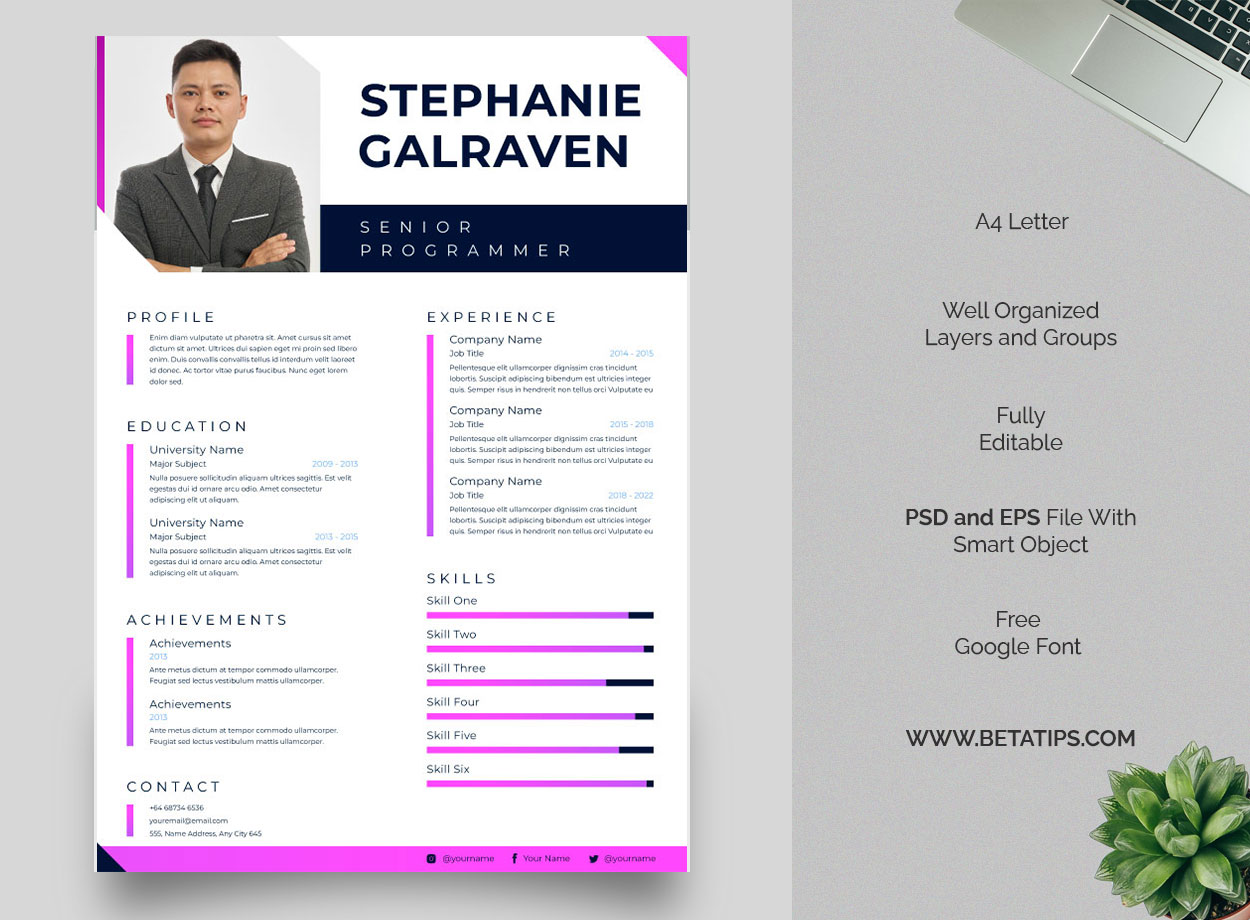 STEPHANIE
GALRAVEN
SENIOR
PROGRAMMER
PROFILE
Enim diam vulputate ut pharetra sit. Amet cursus sit amet
dictum sit amet. Ultrices dui sapien eget mi proin sed libero
enim. Duis convallis convallis tellus id interdum velit laoreet
id donec. Ac tortor vitae purus faucibus. Nunc eget lorem
dolor sed.
EDUCATION
University Name
Major Subject 2009 - 2013
Nulla posuere sollicitudin aliquam ultrices sagittis. Est velit
egestas dui id ornare arcu odio. Amet consectetur
adipiscing elit ut aliquam.
University Name
Major Subject 2013 - 2015
Nulla posuere sollicitudin aliquam ultrices sagittis. Est velit
egestas dui id ornare arcu odio. Amet consectetur
adipiscing elit ut aliquam.
ACHIEVEMENTS
Achievements
2013
Ante metus dictum at tempor commodo ullamcorper.
Feugiat sed lectus vestibulum mattis ullamcorper.
Achievements
2013
Ante metus dictum at tempor commodo ullamcorper.
Feugiat sed lectus vestibulum mattis ullamcorper.
CONTACT
+64 68734 6536
youremail@email.com
555, Name Address, Any City 645
EXPERIENCE
Company Name
Job Title 2014 - 2015
Pellentesque elit ullamcorper dignissim cras tincidunt
lobortis. Suscipit adipiscing bibendum est ultricies integer
quis. Semper risus in hendrerit non tellus orci Vulputate eu
Company Name
Job Title 2015 - 2018
Pellentesque elit ullamcorper dignissim cras tincidunt
lobortis. Suscipit adipiscing bibendum est ultricies integer
quis. Semper risus in hendrerit non tellus orci Vulputate eu
Company Name
Job Title 2018 - 2022
Pellentesque elit ullamcorper dignissim cras tincidunt
lobortis. Suscipit adipiscing bibendum est ultricies integer
quis. Semper risus in hendrerit non tellus orci Vulputate eu
SKILLS
Skill One
Skill Two
Skill Three
Skill Four
Skill Five
Skill Six
@yourname Your Name @yourname
A4 Letter
Well Organized
Layers and Groups
Fully
Editable
PSD and EPS File With
Smart Object
Free
Google Font
WWW.BETATIPS.COM